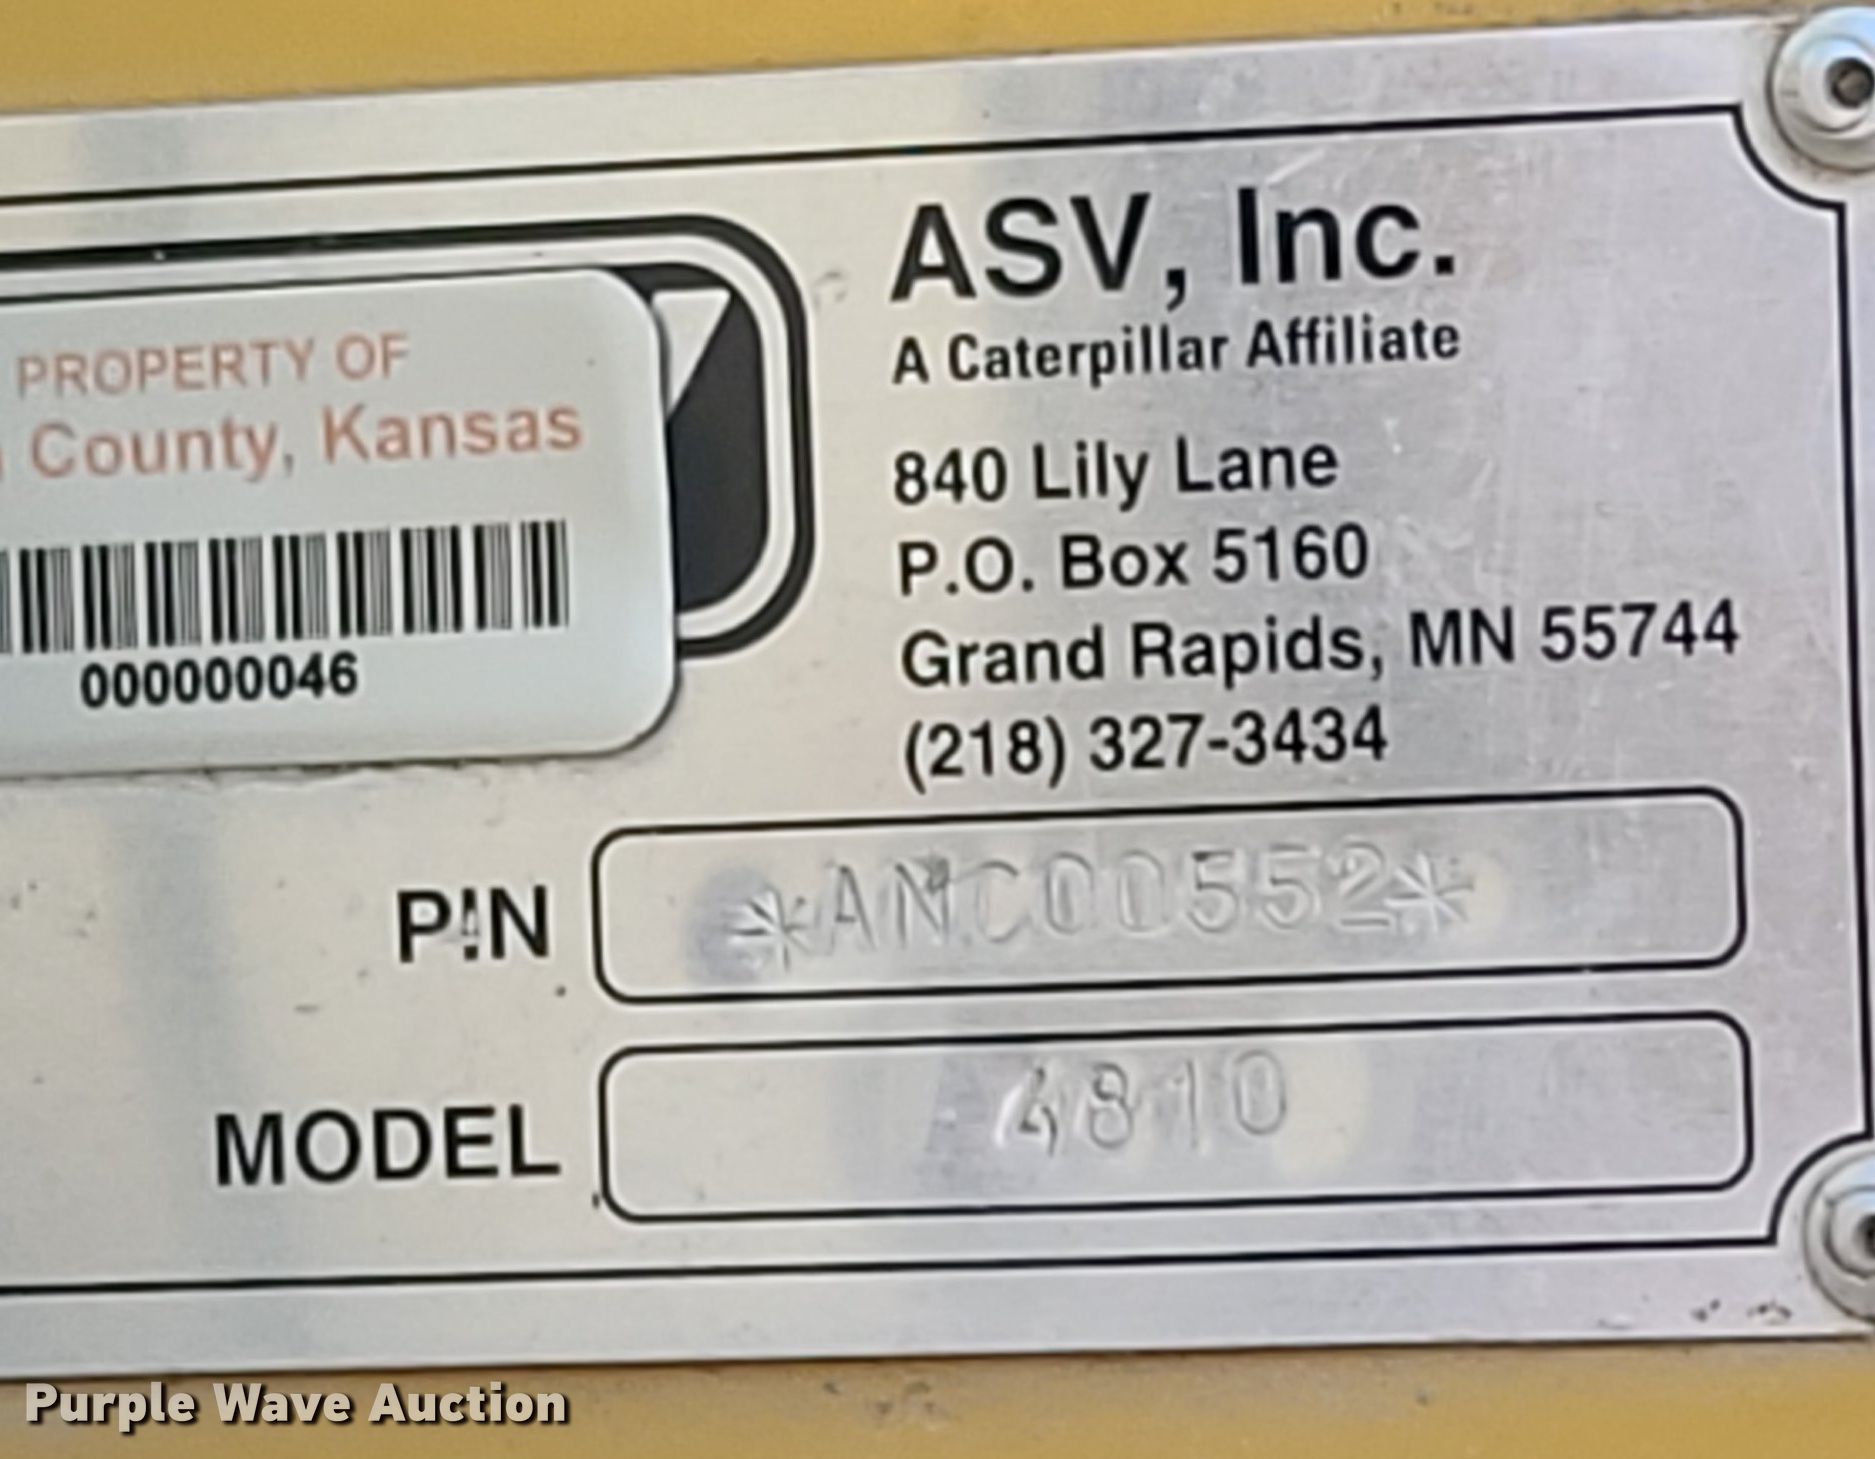 ASV, Inc.
A Caterpillar Affiliate
840 Lily Lane
P.O. Box 5160
Grand Rapids, MN 55744
(218) 327-3434
PROPERTY OF
County, Kansas
000000046
PIN *ANC00552*
MODEL 4810
Purple Wave Auction